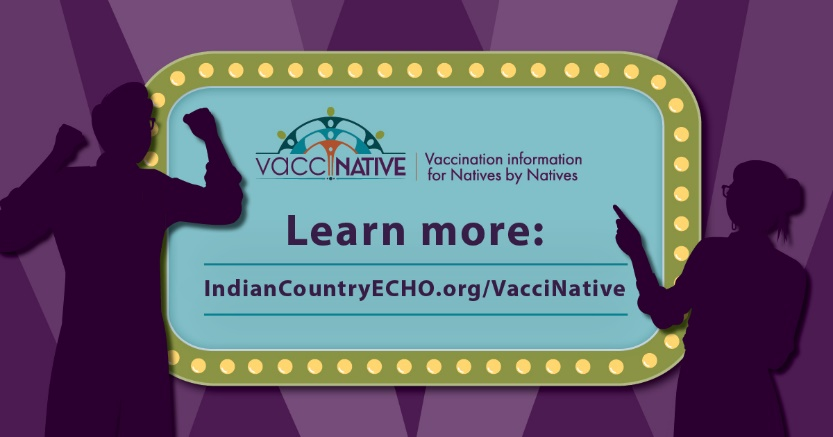 VACCINATIVE
Vaccination information
for Natives by Natives
Learn more:
IndianCountryECHO.org/VacciNative